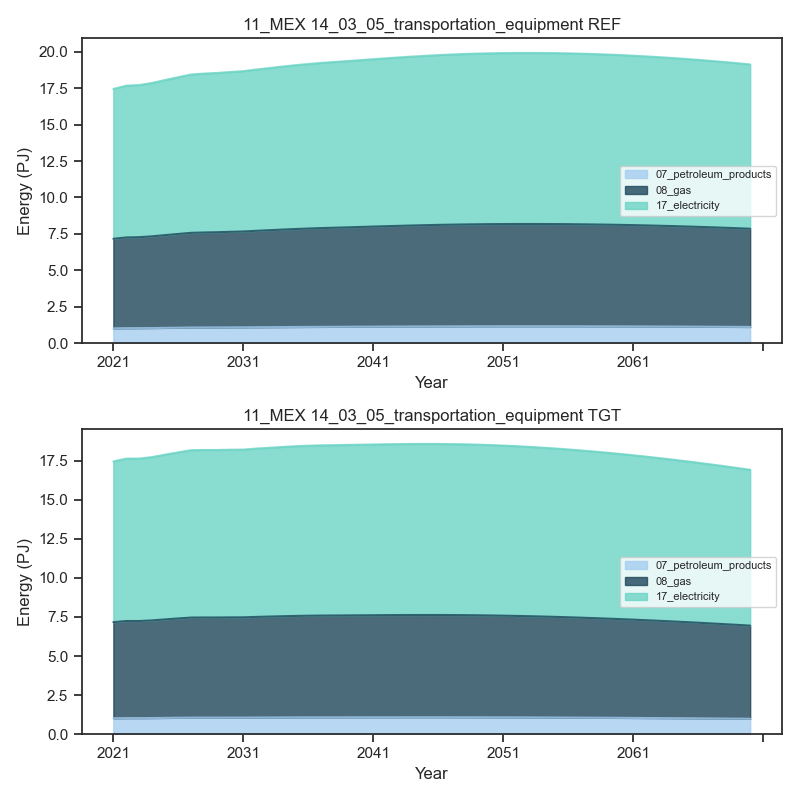 11_MEX 14_03_05_transportation_equipment REF
Energy (PJ)
20.0
17.5
15.0
12.5
10.0
7.5
5.0
2.5
0.0
07_petroleum_products
08_gas
17_electricity
2021 2031 2041 2051 2061
Year
11_MEX 14_03_05_transportation_equipment TGT
Energy (PJ)
17.5
15.0
12.5
10.0
7.5
5.0
2.5
0.0
07_petroleum_products
08_gas
17_electricity
2021 2031 2041 2051 2061
Year